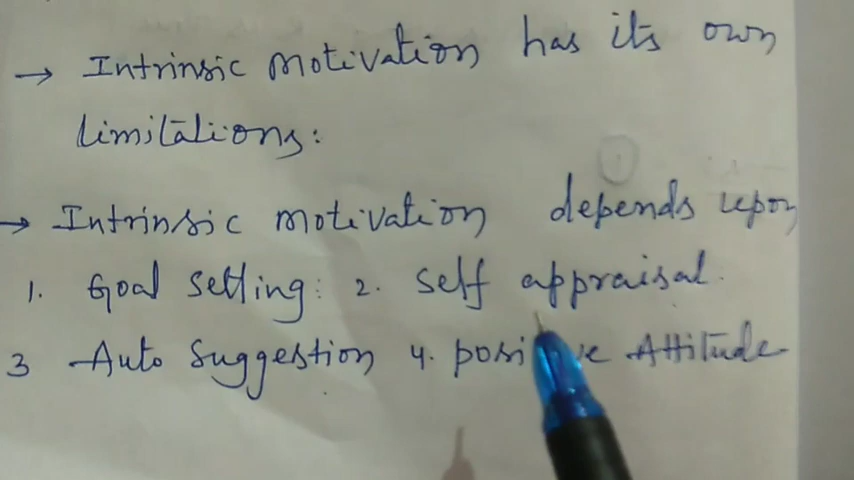 → Intrinsic motivation has its own
limitations:
→ Intrinsic motivation depends upon
1. Goal setting: 2. self appraisal.
3 Auto suggestion 4. positive Attitude